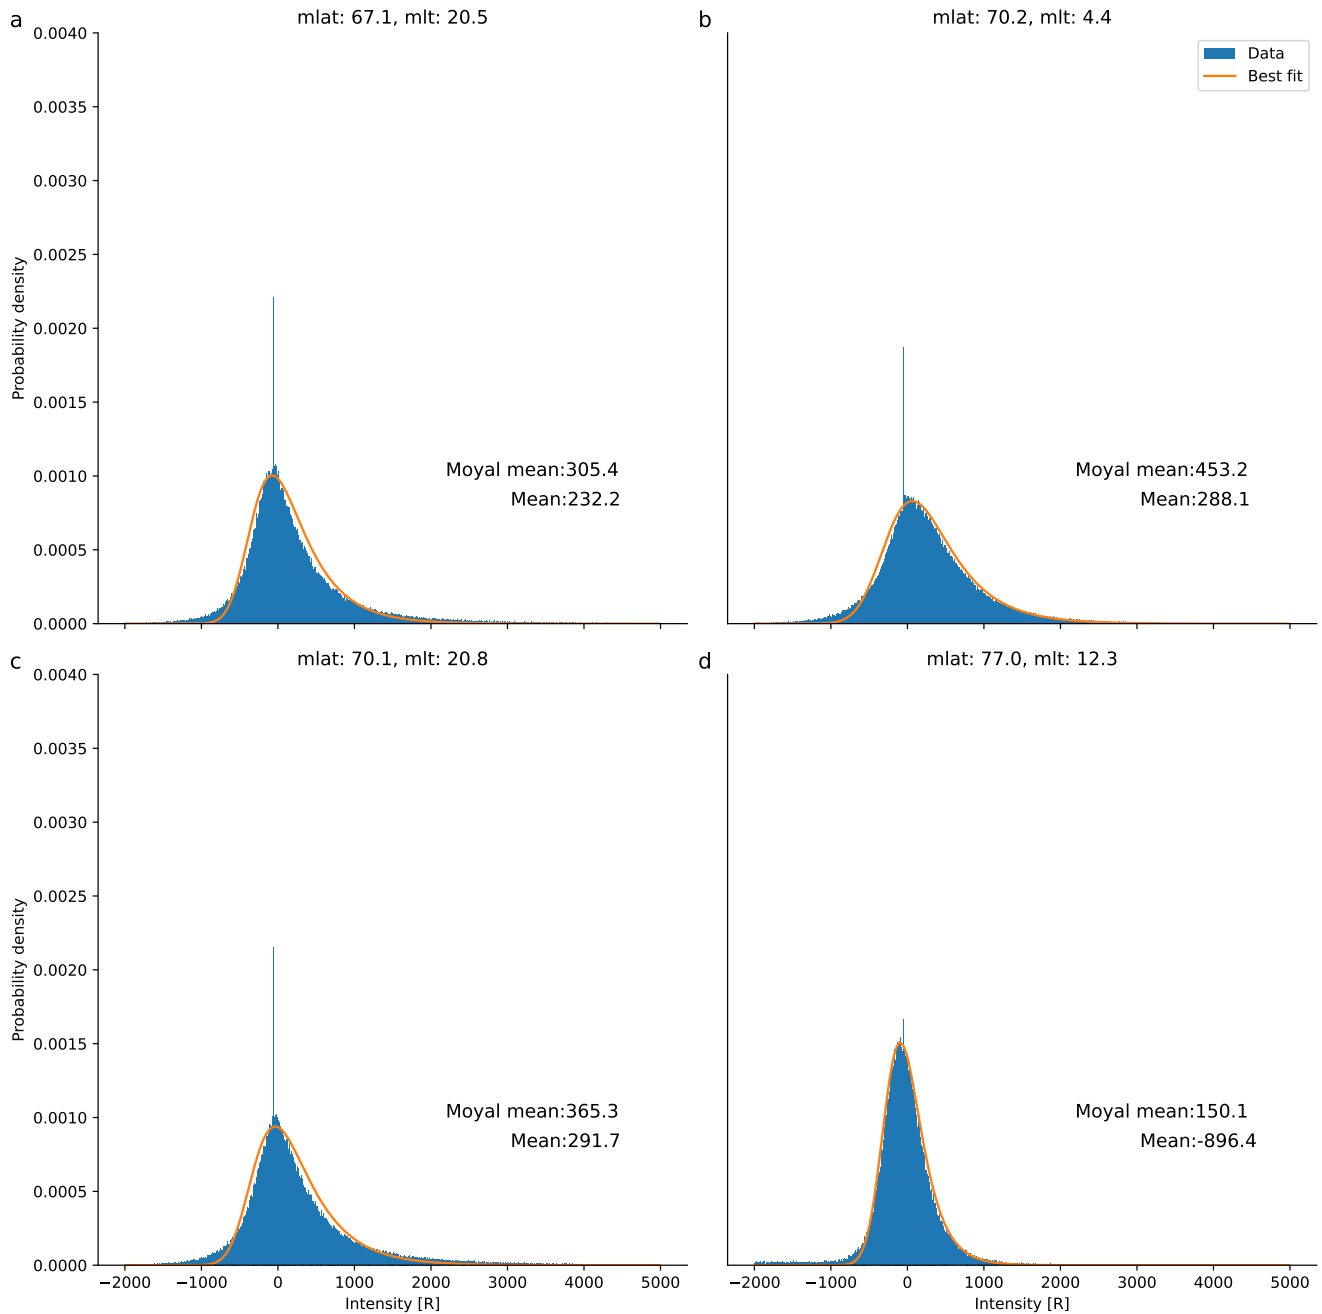 a
mlat: 67.1, mlt: 20.5
0.0040
0.0035
0.0030
0.0025
0.0020
0.0015
0.0010
0.0005
0.0000
Probability density
Moyal mean:305.4
Mean:232.2
b
mlat: 70.2, mlt: 4.4
Data
Best fit
Moyal mean:453.2
Mean:288.1
c
mlat: 70.1, mlt: 20.8
0.0040
0.0035
0.0030
0.0025
0.0020
0.0015
0.0010
0.0005
0.0000
Probability density
Moyal mean:365.3
Mean:291.7
−2000 −1000 0 1000 2000 3000 4000 5000
Intensity [R]
d
mlat: 77.0, mlt: 12.3
Moyal mean:150.1
Mean:-896.4
−2000 −1000 0 1000 2000 3000 4000 5000
Intensity [R]